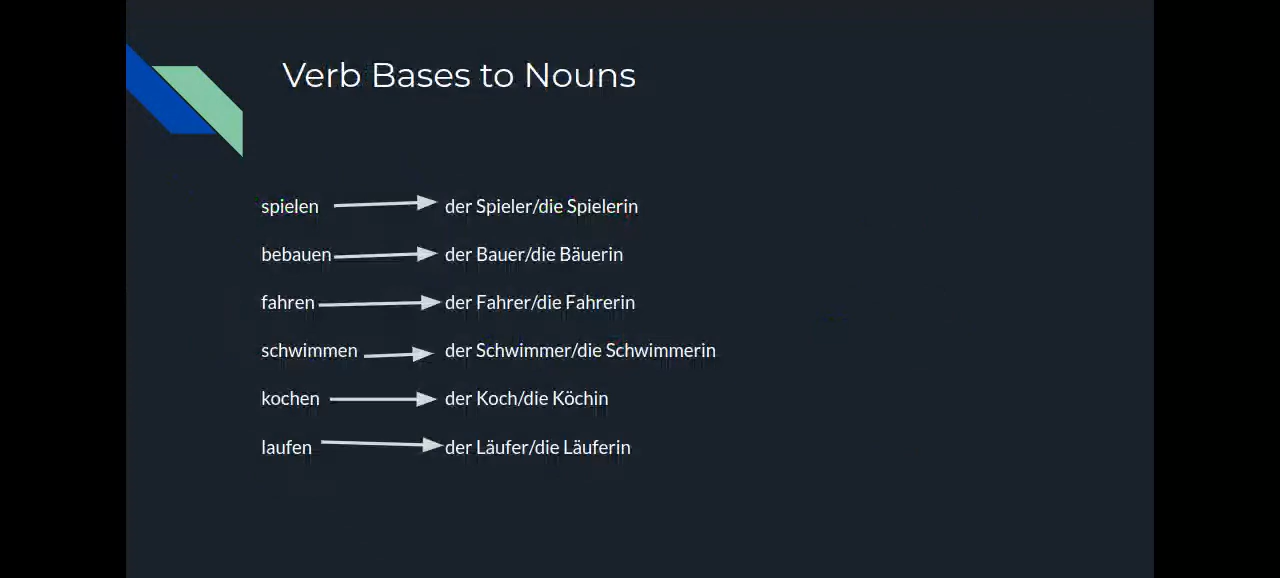 Verb Bases to Nouns
spielen der Spieler/die Spielerin
bebauen der Bauer/die Bäuerin
fahren der Fahrer/die Fahrerin
schwimmen der Schwimmer/die Schwimmerin
kochen der Koch/die Köchin
laufen der Läufer/die Läuferin